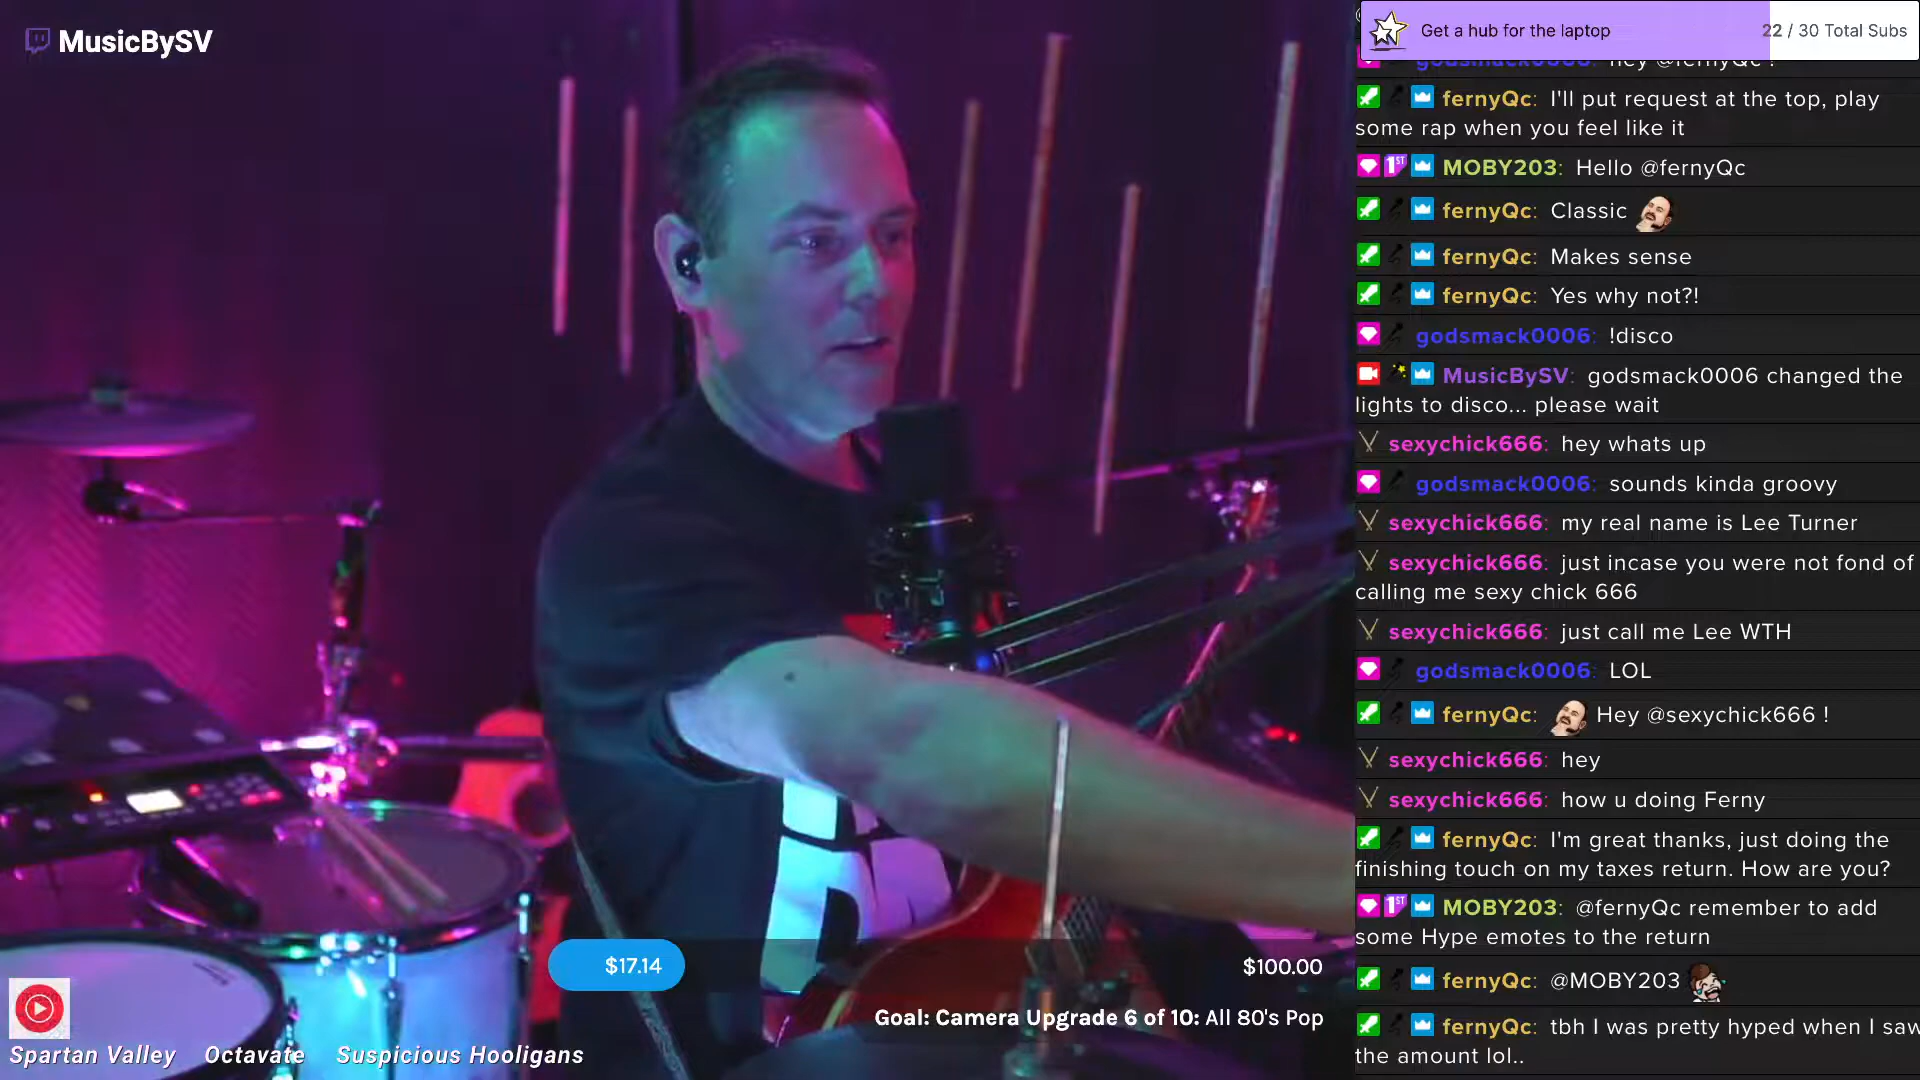 MusicBySV
Get a hub for the laptop
22 / 30 Total Subs
godsmack0006: hey @fernyQc !
fernyQc: I'll put request at the top, play
some rap when you feel like it
1ST MOBY203: Hello @fernyQc
fernyQc: Classic
fernyQc: Makes sense
fernyQc: Yes why not?!
godsmack0006: !disco
MusicBySV: godsmack0006 changed the
lights to disco... please wait
sexychick666: hey whats up
godsmack0006: sounds kinda groovy
sexychick666: my real name is Lee Turner
sexychick666: just incase you were not fond of
calling me sexy chick 666
sexychick666: just call me Lee WTH
godsmack0006: LOL
fernyQc: Hey @sexychick666 !
sexychick666: hey
sexychick666: how u doing Ferny
fernyQc: I'm great thanks, just doing the
finishing touch on my taxes return. How are you?
1ST MOBY203: @fernyQc remember to add
some Hype emotes to the return
fernyQc: @MOBY203
fernyQc: tbh I was pretty hyped when I saw
the amount lol..
$17.14
$100.00
Goal: Camera Upgrade 6 of 10: All 80's Pop
Spartan Valley Octavate Suspicious Hooligans